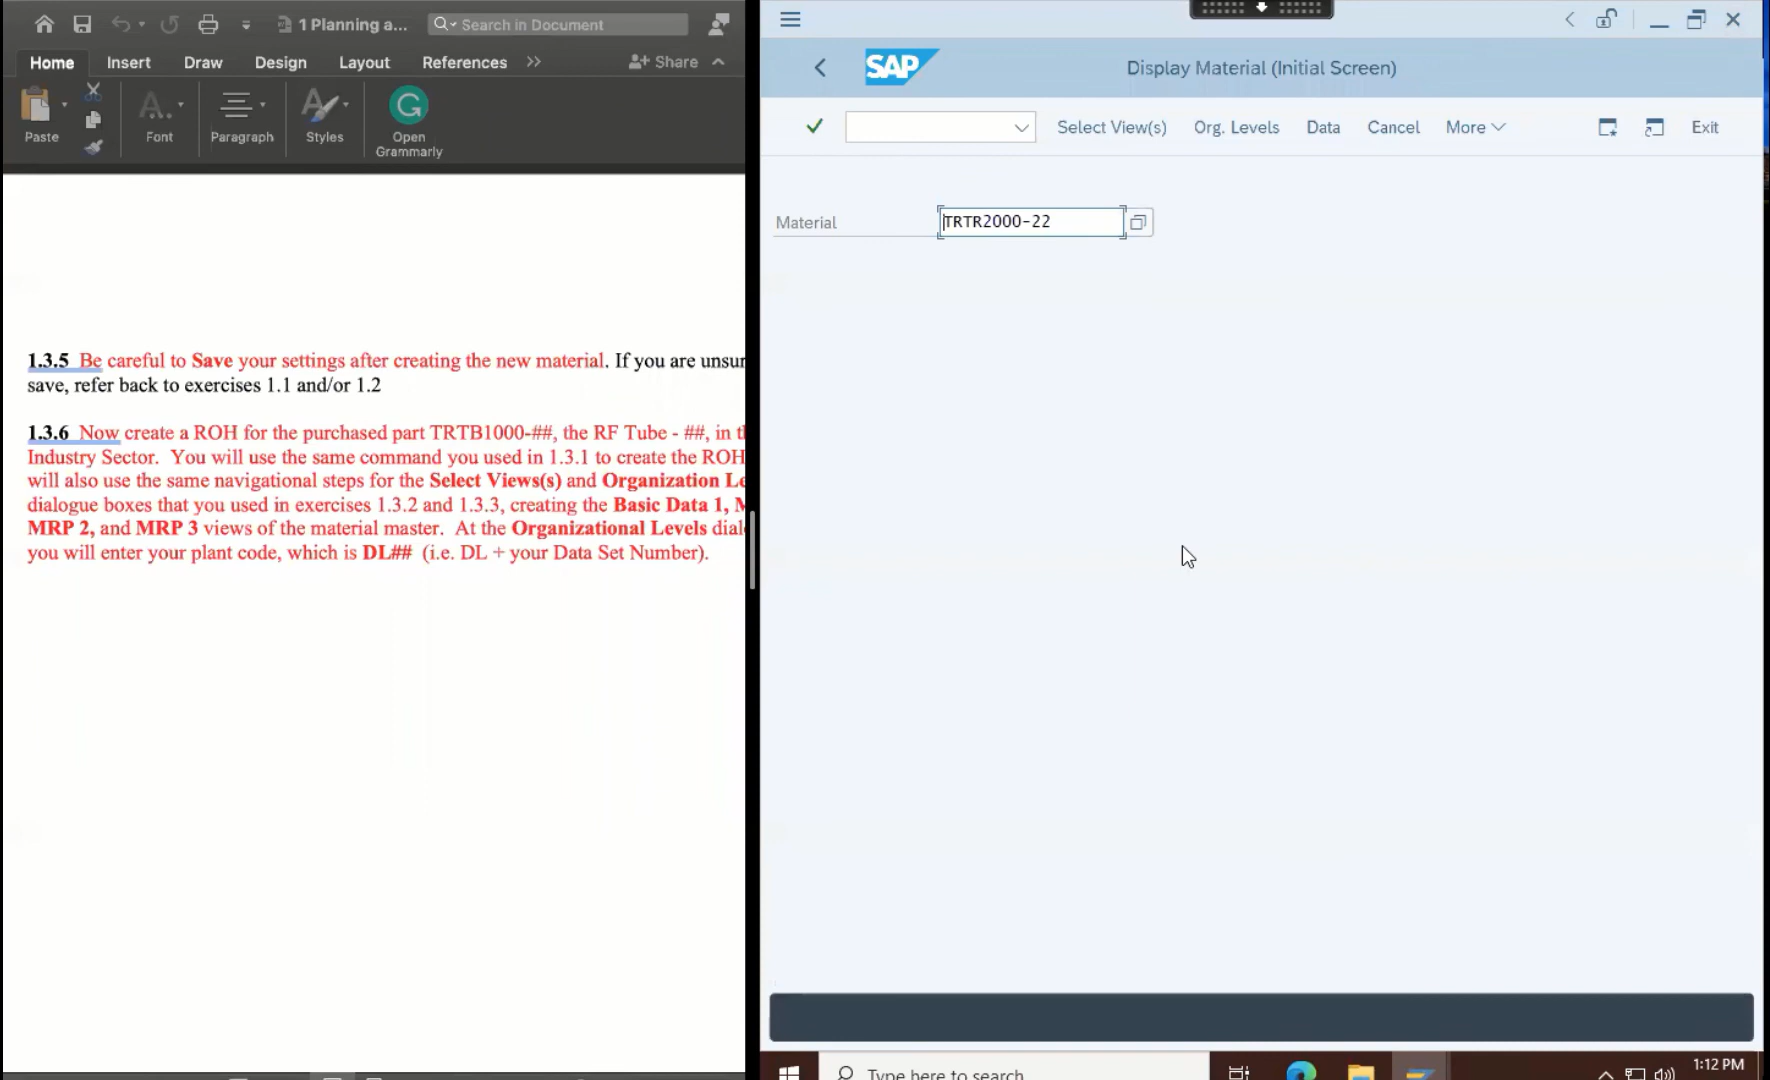 1 Planning a...
Search in Document
Home
Insert
Draw
Design
Layout
References
Share
Paste
Font
Paragraph
Styles
Open
Grammarly
1.3.5 Be careful to Save your settings after creating the new material. If you are unsur
save, refer back to exercises 1.1 and/or 1.2
1.3.6 Now create a ROH for the purchased part TRTB1000-##, the RF Tube - ##, in th
Industry Sector. You will use the same command you used in 1.3.1 to create the ROH
will also use the same navigational steps for the Select Views(s) and Organization Le
dialogue boxes that you used in exercises 1.3.2 and 1.3.3, creating the Basic Data 1, M
MRP 2, and MRP 3 views of the material master. At the Organizational Levels dial
you will enter your plant code, which is DL## (i.e. DL + your Data Set Number).
SAP
Display Material (Initial Screen)
Select View(s)
Org. Levels
Data
Cancel
More
Exit
Material
TRTR2000-22
Type here to search
1:12 PM